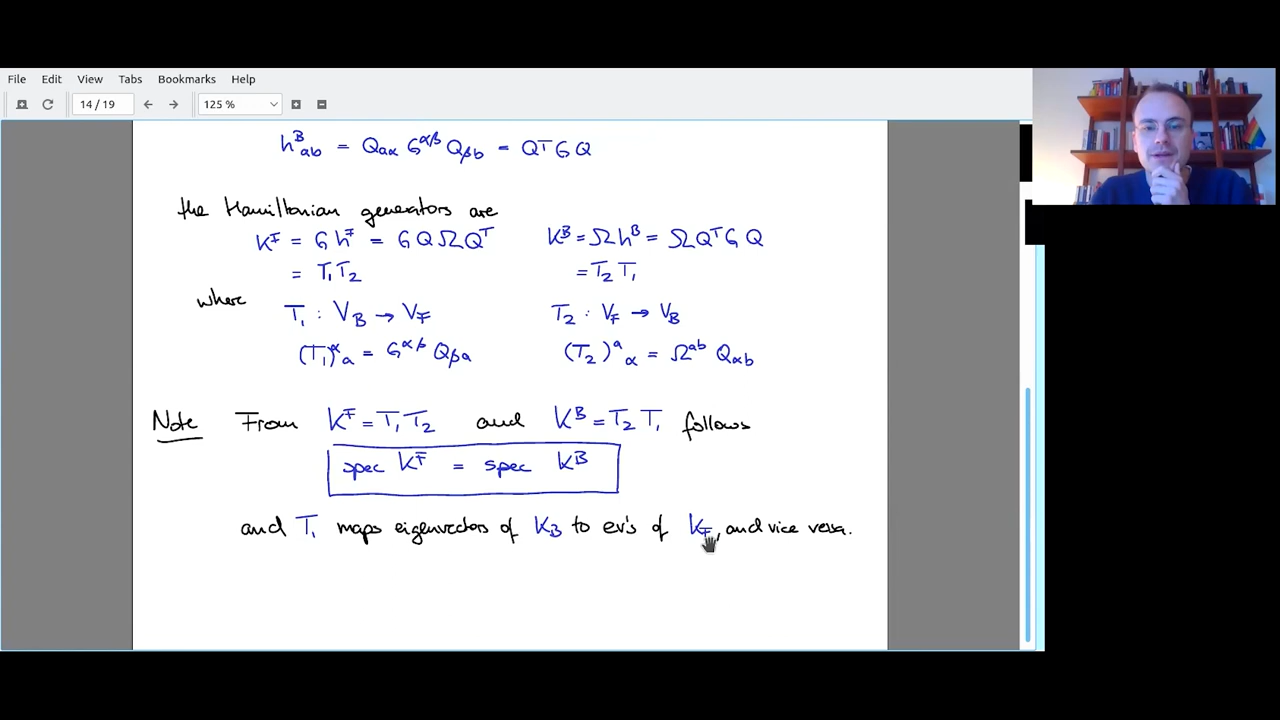 File Edit View Tabs Bookmarks Help
14 / 19 125 %
h^B_ab = Q_aα G^αβ Q_βb = Q^T G Q
the Hamiltonian generators are
K^F = G h^F = G Q Ω Q^T K^B = Ω h^B = Ω Q^T G Q
= T_1 T_2 = T_2 T_1
where T_1 : V_B → V_F T_2 : V_F → V_B
(T_1)^α_a = G^αβ Q_βa (T_2)^a_α = Ω^ab Q_αb
Note From K^F = T_1 T_2 and K^B = T_2 T_1 follows
spec K^F = spec K^B
and T_1 maps eigenvectors of K_B to ev's of K_F, and vice versa.